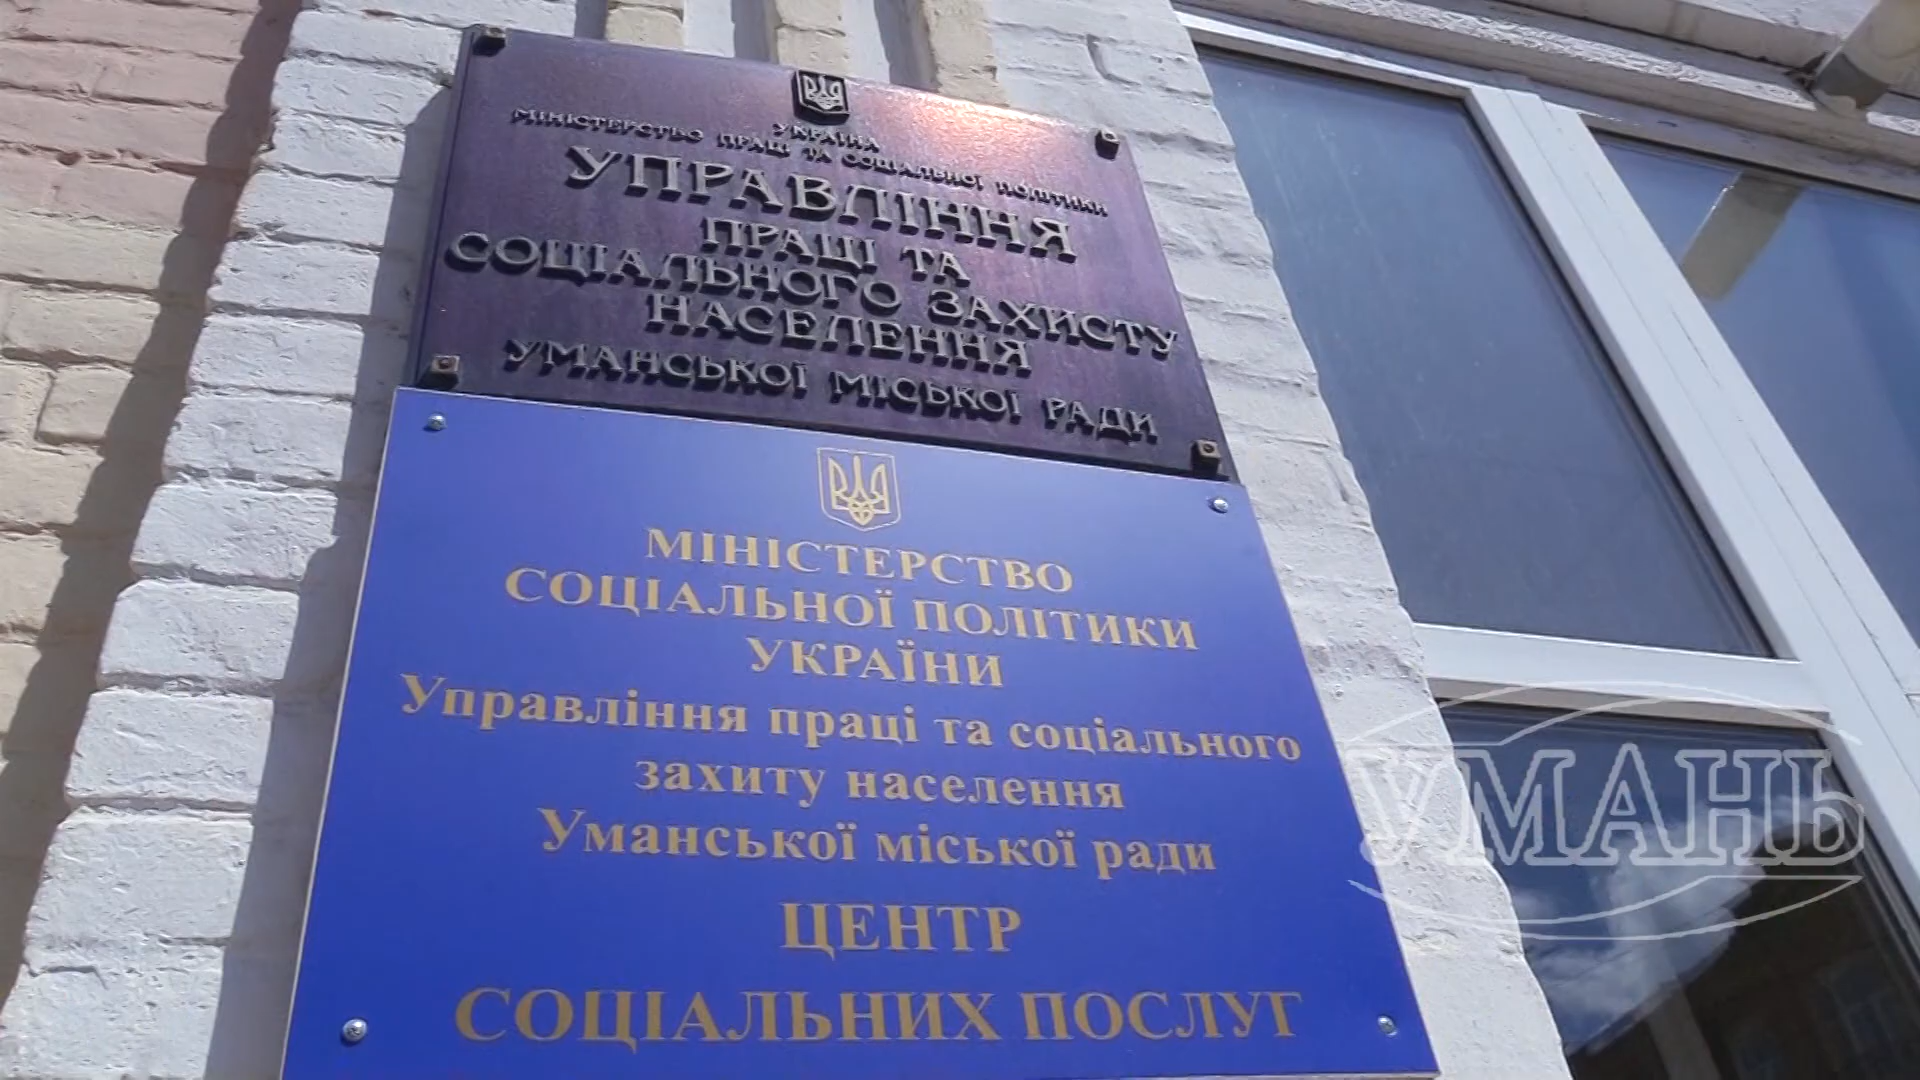 УКРАЇНА
МІНІСТЕРСТВО ПРАЦІ ТА СОЦІАЛЬНОЇ ПОЛІТИКИ
УПРАВЛІННЯ
ПРАЦІ ТА
СОЦІАЛЬНОГО ЗАХИСТУ
НАСЕЛЕННЯ
УМАНСЬКОЇ МІСЬКОЇ РАДИ
МІНІСТЕРСТВО
СОЦІАЛЬНОЇ ПОЛІТИКИ
УКРАЇНИ
Управління праці та соціального
захиту населення
Уманської міської ради
ЦЕНТР
СОЦІАЛЬНИХ ПОСЛУГ
УМАНЬ